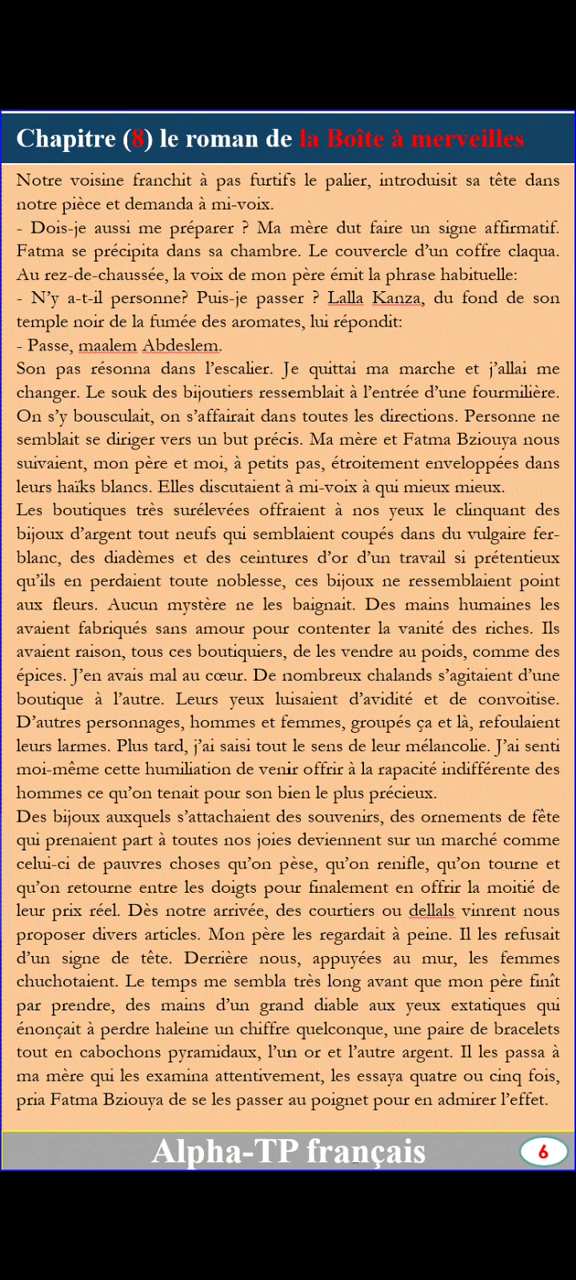 Chapitre (8) le roman de la Boîte à merveilles
Notre voisine franchit à pas furtifs le palier, introduisit sa tête dans
notre pièce et demanda à mi-voix.
- Dois-je aussi me préparer ? Ma mère dut faire un signe affirmatif.
Fatma se précipita dans sa chambre. Le couvercle d'un coffre claqua.
Au rez-de-chaussée, la voix de mon père émit la phrase habituelle:
- N'y a-t-il personne? Puis-je passer ? Lalla Kanza, du fond de son
temple noir de la fumée des aromates, lui répondit:
- Passe, maalem Abdeslem.
Son pas résonna dans l'escalier. Je quittai ma marche et j'allai me
changer. Le souk des bijoutiers ressemblait à l'entrée d'une fourmilière.
On s'y bousculait, on s'affairait dans toutes les directions. Personne ne
semblait se diriger vers un but précis. Ma mère et Fatma Bziouya nous
suivaient, mon père et moi, à petits pas, étroitement enveloppées dans
leurs haïks blancs. Elles discutaient à mi-voix à qui mieux mieux.
Les boutiques très surélevées offraient à nos yeux le clinquant des
bijoux d'argent tout neufs qui semblaient coupés dans du vulgaire fer-
blanc, des diadèmes et des ceintures d'or d'un travail si prétentieux
qu'ils en perdaient toute noblesse, ces bijoux ne ressemblaient point
aux fleurs. Aucun mystère ne les baignait. Des mains humaines les
avaient fabriqués sans amour pour contenter la vanité des riches. Ils
avaient raison, tous ces boutiquiers, de les vendre au poids, comme des
épices. J'en avais mal au cœur. De nombreux chalands s'agitaient d'une
boutique à l'autre. Leurs yeux luisaient d'avidité et de convoitise.
D'autres personnages, hommes et femmes, groupés ça et là, refoulaient
leurs larmes. Plus tard, j'ai saisi tout le sens de leur mélancolie. J'ai senti
moi-même cette humiliation de venir offrir à la rapacité indifférente des
hommes ce qu'on tenait pour son bien le plus précieux.
Des bijoux auxquels s'attachaient des souvenirs, des ornements de fête
qui prenaient part à toutes nos joies deviennent sur un marché comme
celui-ci de pauvres choses qu'on pèse, qu'on renifle, qu'on tourne et
qu'on retourne entre les doigts pour finalement en offrir la moitié de
leur prix réel. Dès notre arrivée, des courtiers ou dellals vinrent nous
proposer divers articles. Mon père les regardait à peine. Il les refusait
d'un signe de tête. Derrière nous, appuyées au mur, les femmes
chuchotaient. Le temps me sembla très long avant que mon père finît
par prendre, des mains d'un grand diable aux yeux extatiques qui
énonçait à perdre haleine un chiffre quelconque, une paire de bracelets
tout en cabochons pyramidaux, l'un or et l'autre argent. Il les passa à
ma mère qui les examina attentivement, les essaya quatre ou cinq fois,
pria Fatma Bziouya de se les passer au poignet pour en admirer l'effet.
Alpha-TP français
6